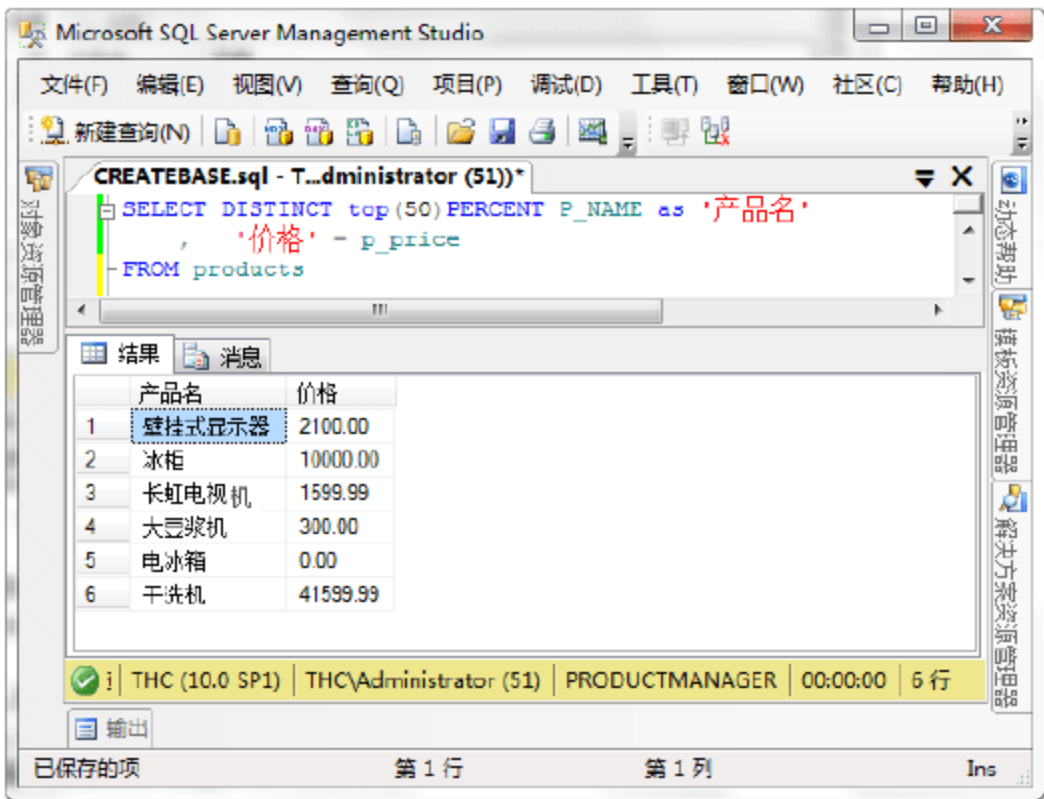 Microsoft SQL Server Management Studio
文件(F) 编辑(E) 视图(V) 查询(Q) 项目(P) 调试(D) 工具(T) 窗口(W) 社区(C) 帮助(H)
新建查询(N)
对象资源管理器
CREATEBASE.sql - T...dministrator (51))*
SELECT DISTINCT top(50)PERCENT P_NAME as '产品名'
, '价格' = p_price
FROM products
结果 消息
产品名 价格
1 壁挂式显示器 2100.00
2 冰柜 10000.00
3 长虹电视机 1599.99
4 大豆浆机 300.00
5 电冰箱 0.00
6 干洗机 41599.99
THC (10.0 SP1) THC\Administrator (51) PRODUCTMANAGER 00:00:00 6 行
动态帮助
模板资源管理器
解决方案资源管理器
输出
已保存的项 第 1 行 第 1 列 Ins